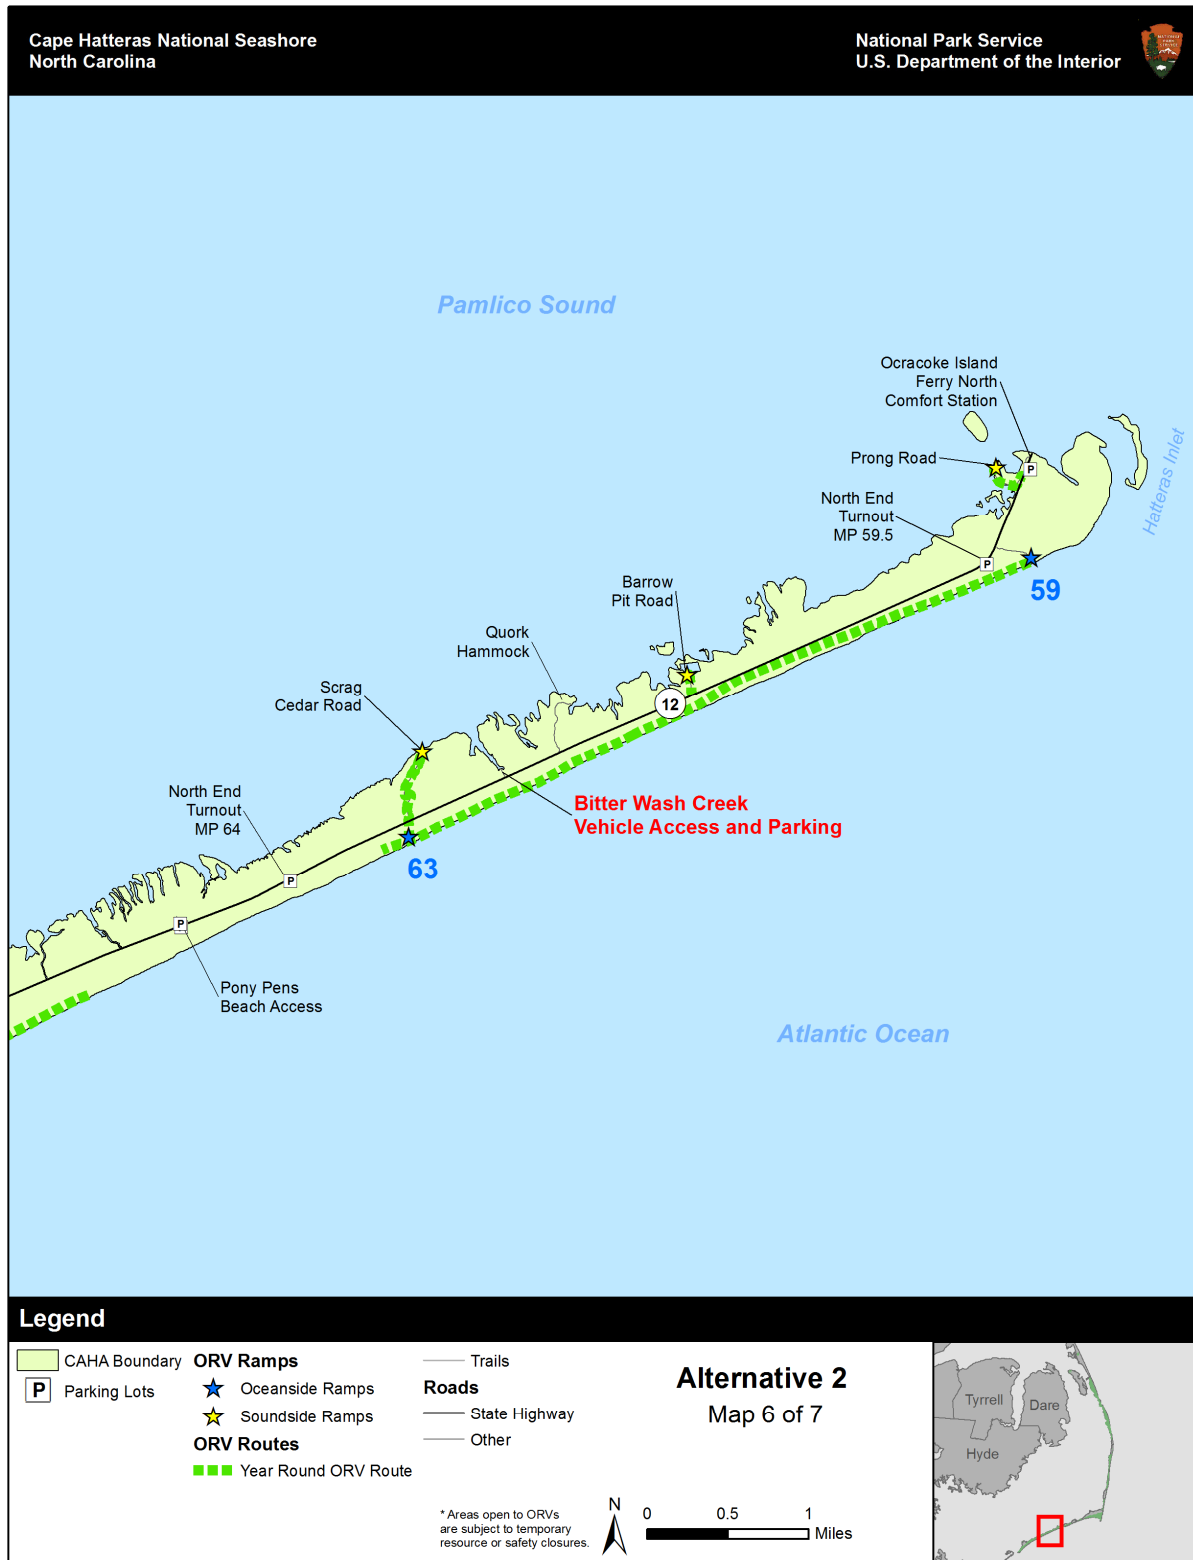 Cape Hatteras National Seashore
North Carolina
National Park Service
U.S. Department of the Interior
Pamlico Sound
Ocracoke Island
Ferry North
Comfort Station
Hatteras Inlet
Prong Road
P
North End
Turnout
MP 59.5
P
59
Barrow
Pit Road
Quork
Hammock
12
Scrag
Cedar Road
Bitter Wash Creek
Vehicle Access and Parking
North End
Turnout
MP 64
63
P
P
Pony Pens
Beach Access
Atlantic Ocean
Legend
CAHA Boundary
P Parking Lots
ORV Ramps
Oceanside Ramps
Soundside Ramps
ORV Routes
Year Round ORV Route
Trails
Roads
State Highway
Other
* Areas open to ORVs
are subject to temporary
resource or safety closures.
Alternative 2
Map 6 of 7
N
0 0.5 1
Miles
Tyrrell
Dare
Hyde